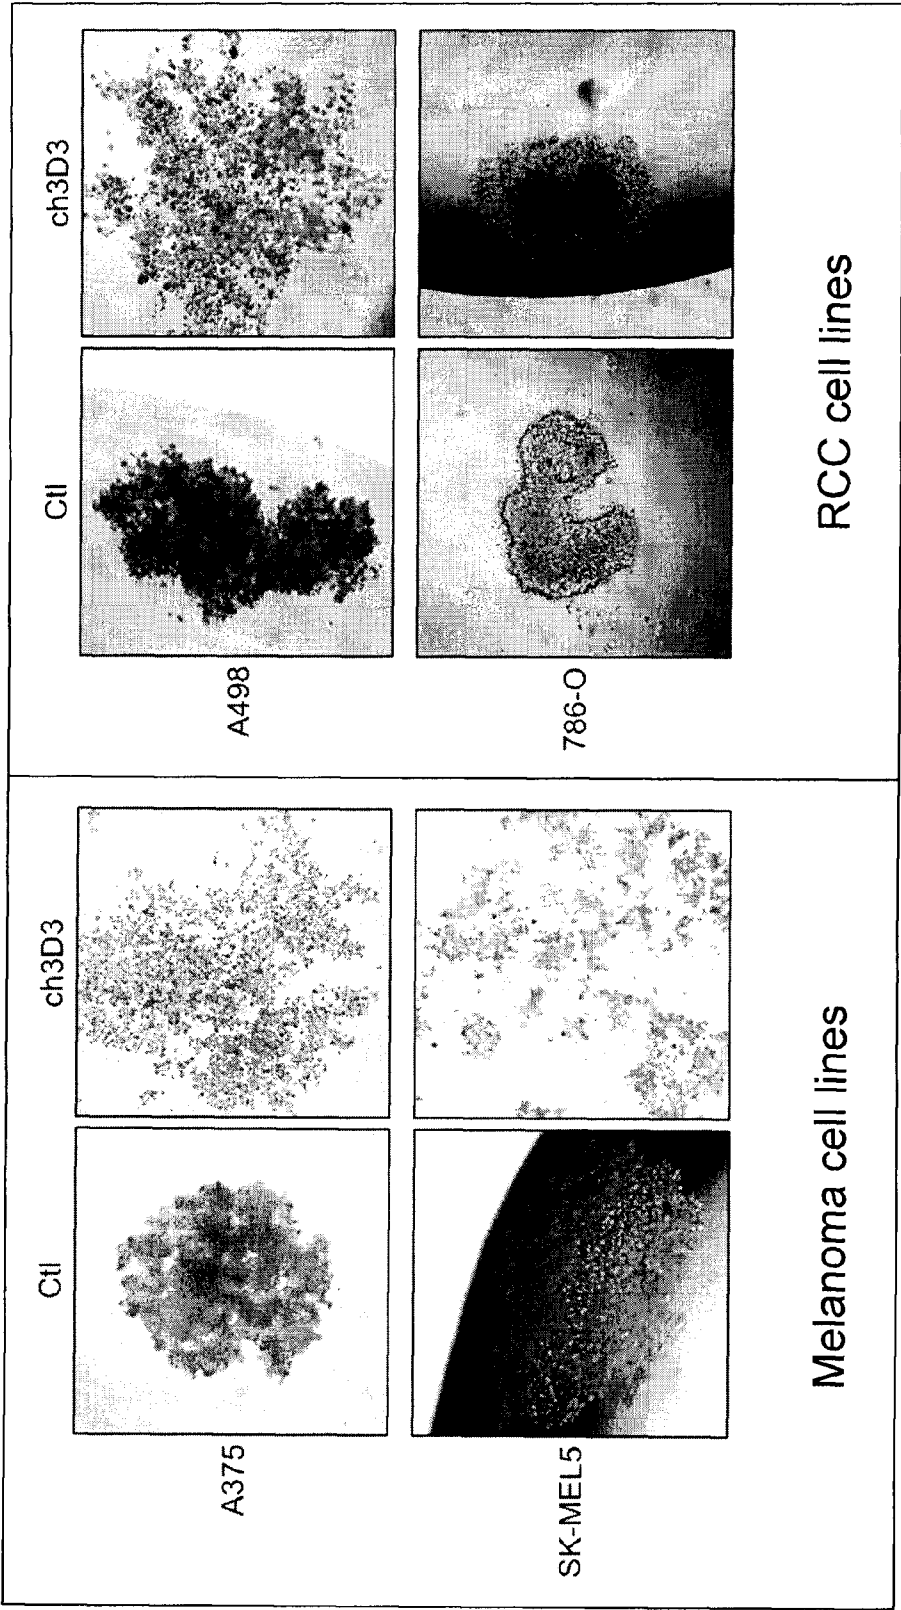 Ctl ch3D3
A375
SK-MEL5
Melanoma cell lines
Ctl ch3D3
A498
786-O
RCC cell lines